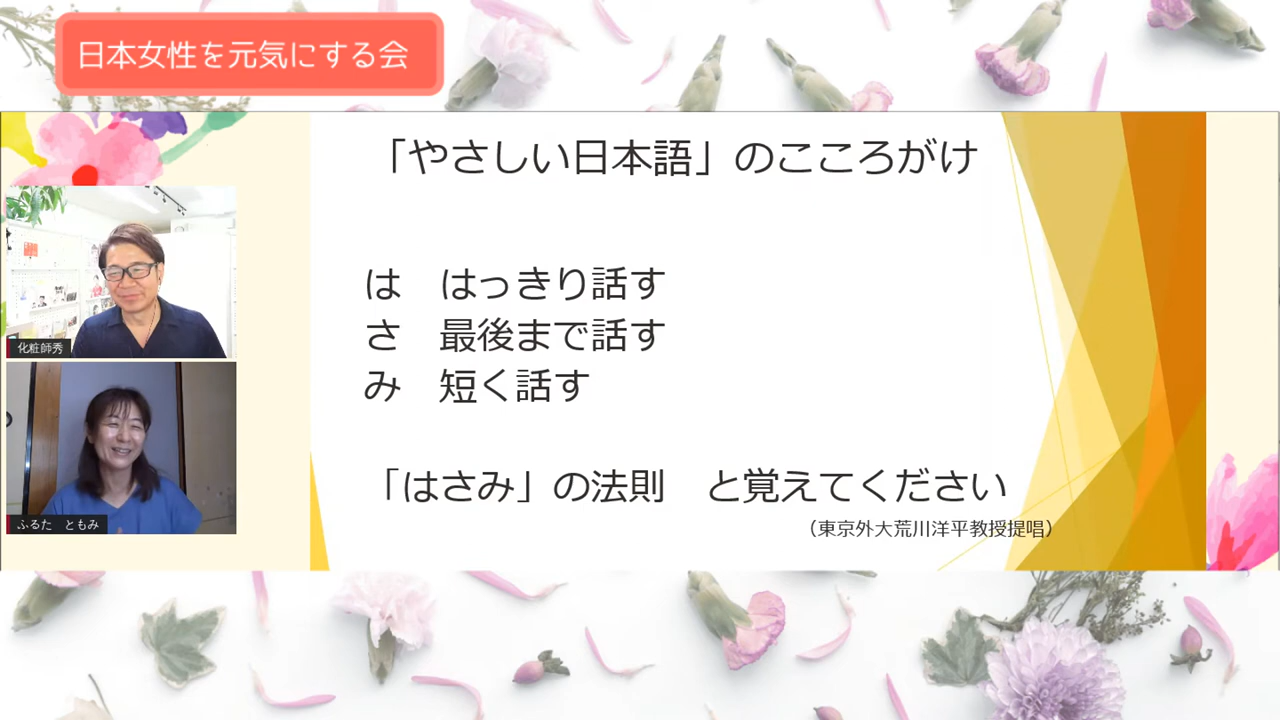 日本女性を元気にする会
「やさしい日本語」のこころがけ
は　はっきり話す
さ　最後まで話す
み　短く話す
「はさみ」の法則　と覚えてください
（東京外大荒川洋平教授提唱）
化粧師秀
ふるた　ともみ